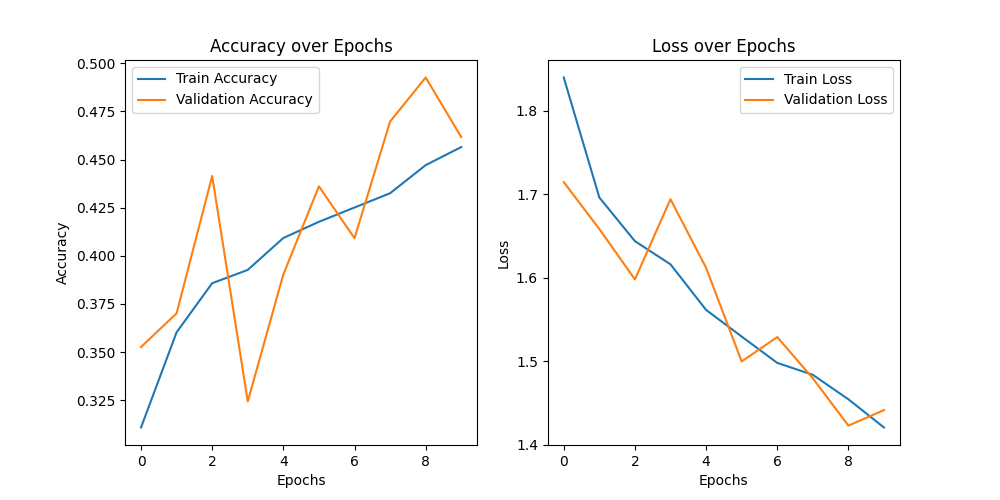 Accuracy over Epochs
Train Accuracy
Validation Accuracy
0.500
0.475
0.450
0.425
0.400
0.375
0.350
0.325
Accuracy
0 2 4 6 8
Epochs
Loss over Epochs
Train Loss
Validation Loss
1.8
1.7
1.6
1.5
1.4
Loss
0 2 4 6 8
Epochs